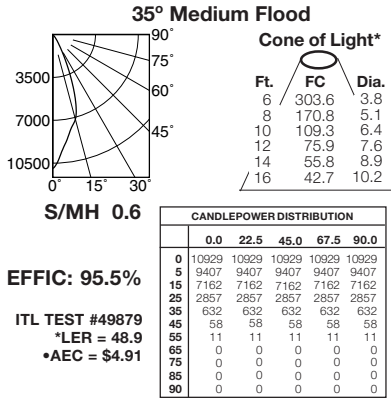 35º Medium Flood
90˚
75˚
60˚
45˚
3500
7000
10500
0˚ 15˚ 30˚
S/MH 0.6
EFFIC: 95.5%
ITL TEST #49879
*LER = 48.9
•AEC = $4.91
Cone of Light*
Ft. FC Dia.
6 303.6 3.8
8 170.8 5.1
10 109.3 6.4
12 75.9 7.6
14 55.8 8.9
16 42.7 10.2
CANDLEPOWER DISTRIBUTION
0.0 22.5 45.0 67.5 90.0
0 10929 10929 10929 10929 10929
5 9407 9407 9407 9407 9407
15 7162 7162 7162 7162 7162
25 2857 2857 2857 2857 2857
35 632 632 632 632 632
45 58 58 58 58 58
55 11 11 11 11 11
65 0 0 0 0 0
75 0 0 0 0 0
85 0 0 0 0 0
90 0 0 0 0 0